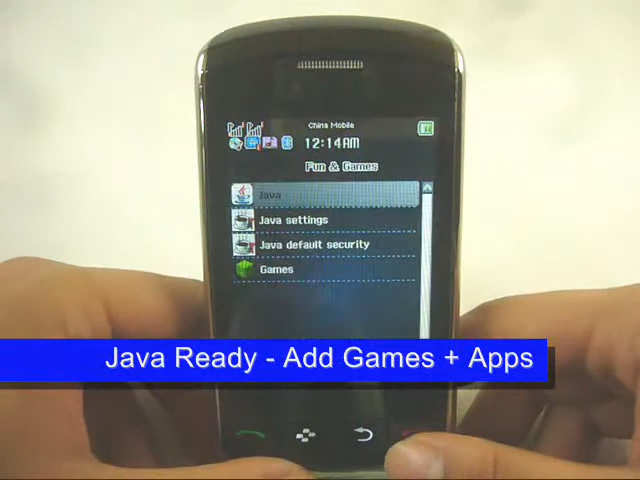 China Mobile
12:14AM
Fun & Games
Java
Java settings
Java default security
Games
Java Ready - Add Games + Apps